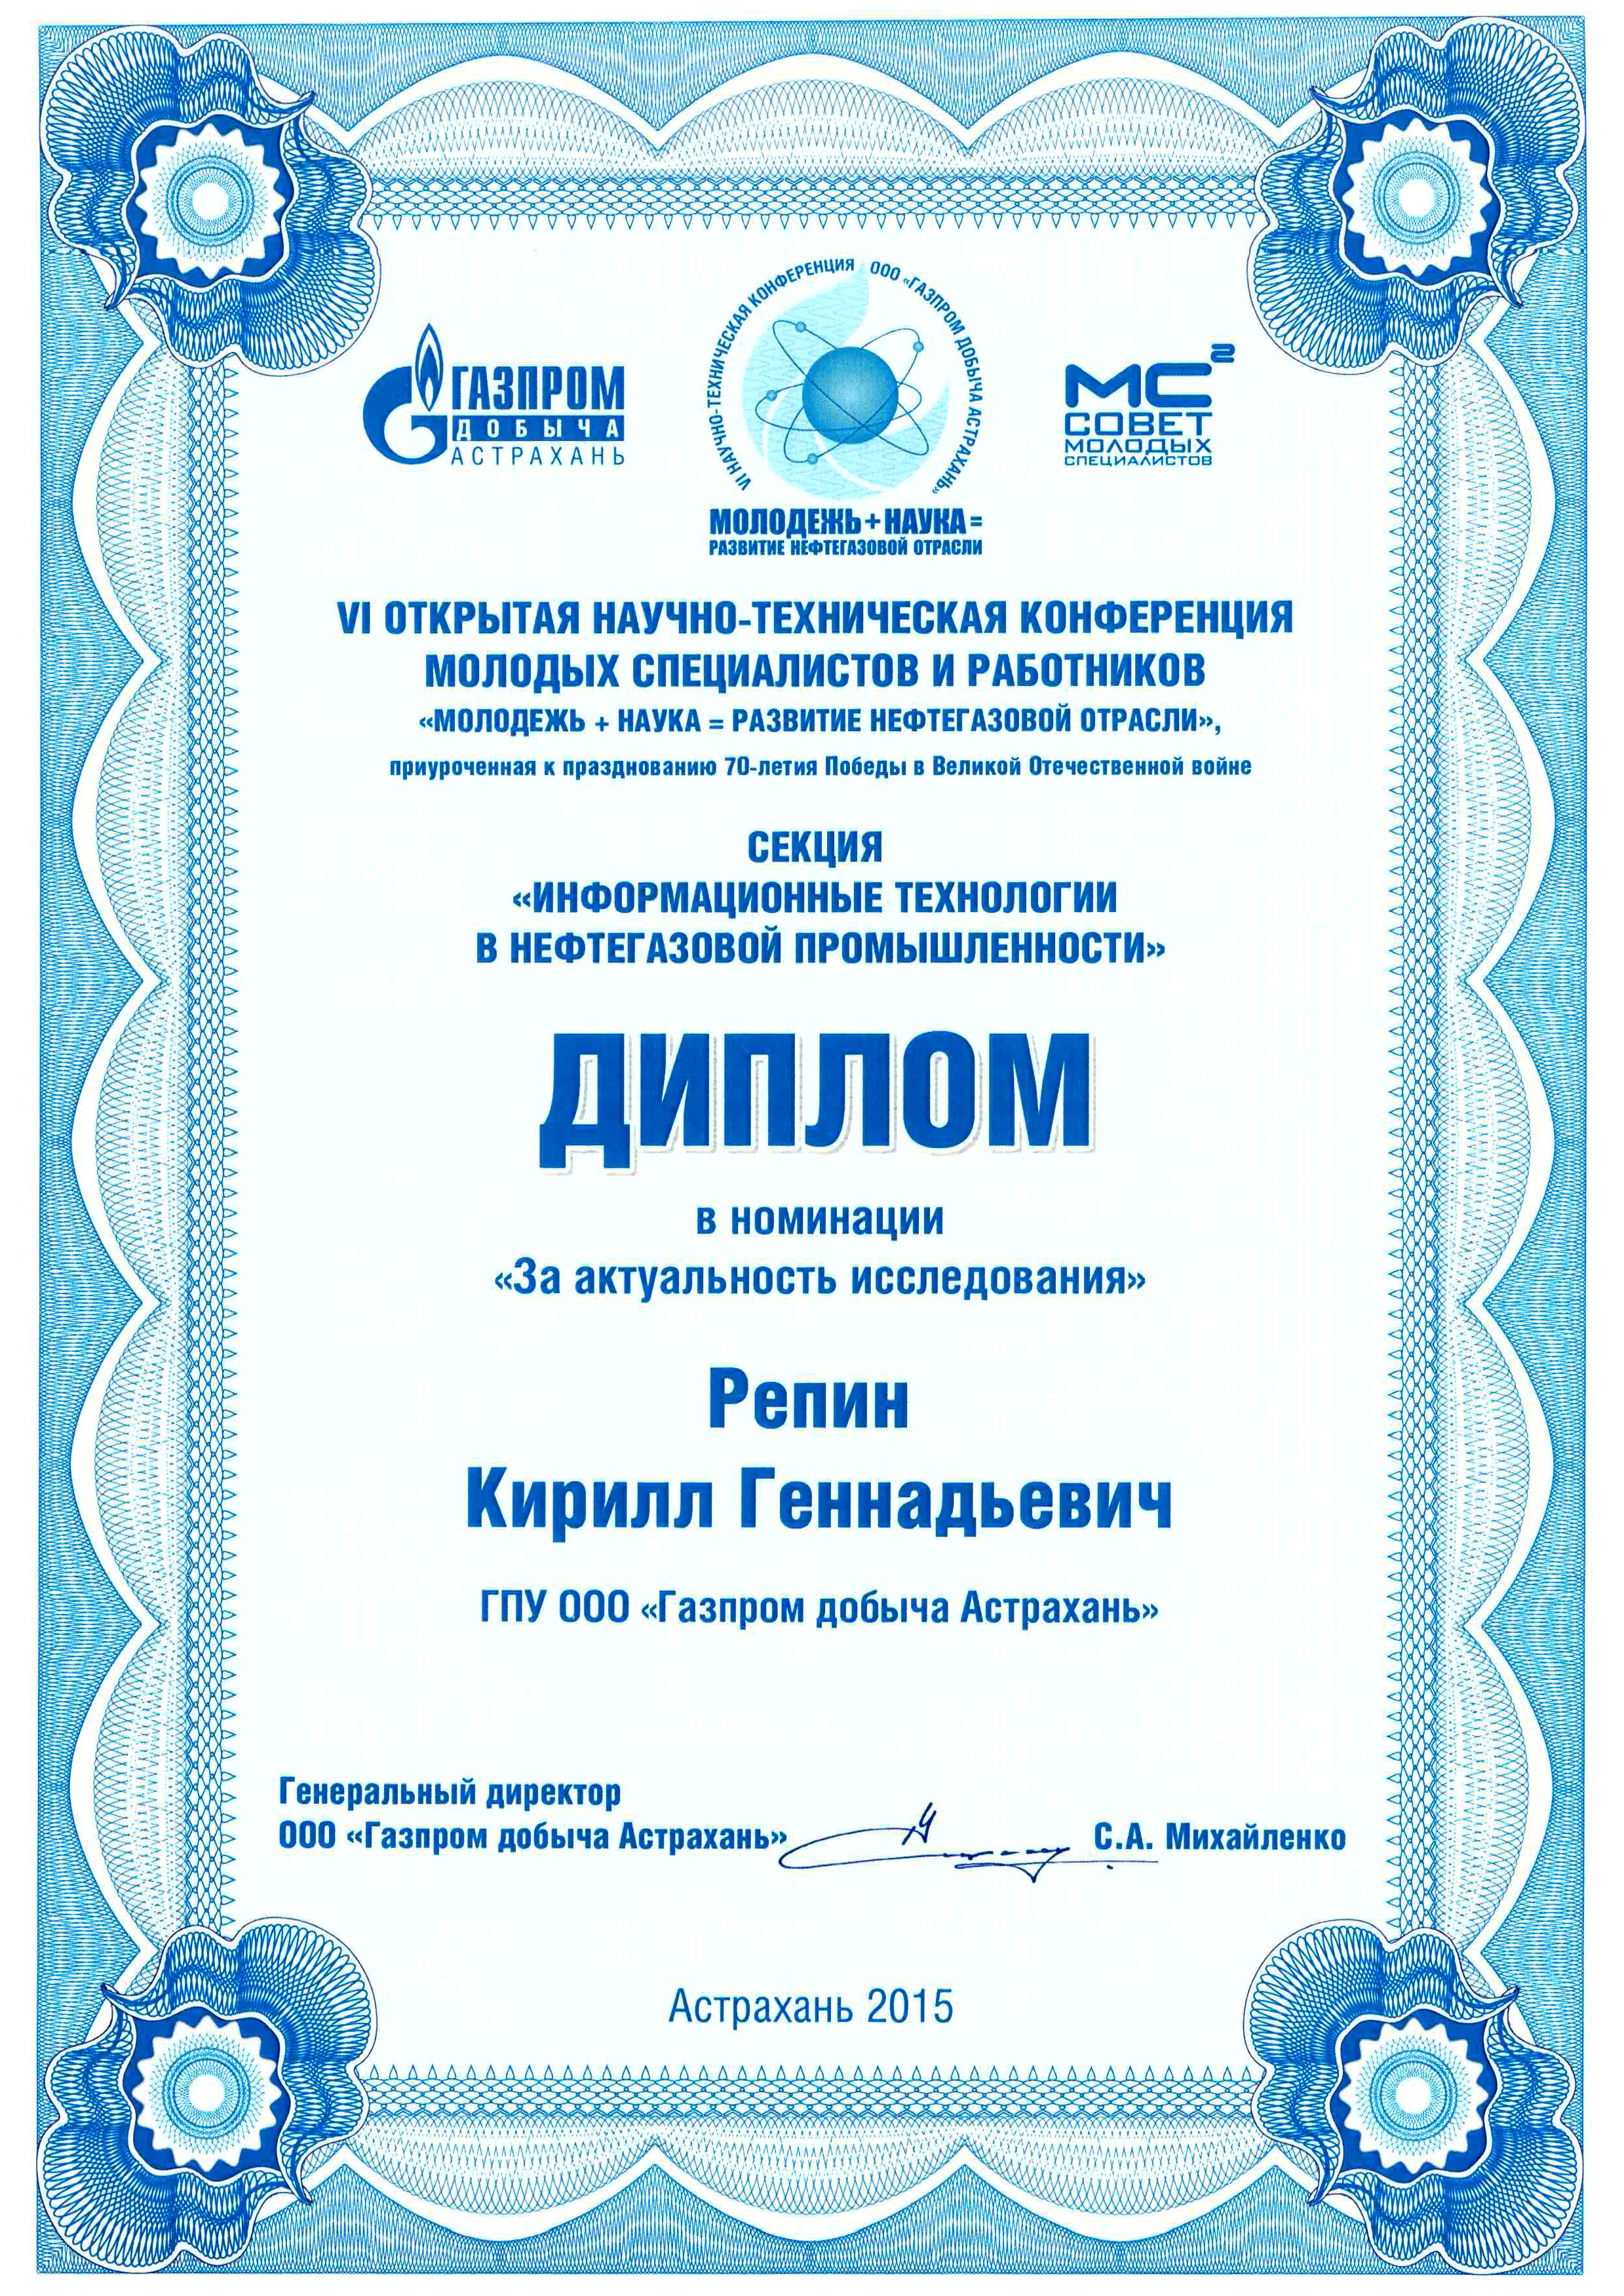 VI НАУЧНО-ТЕХНИЧЕСКАЯ КОНФЕРЕНЦИЯ ООО «ГАЗПРОМ ДОБЫЧА АСТРАХАНЬ»
ГАЗПРОМ
ДОБЫЧА
АСТРАХАНЬ
МС²
СОВЕТ
МОЛОДЫХ
СПЕЦИАЛИСТОВ
МОЛОДЕЖЬ+НАУКА=
РАЗВИТИЕ НЕФТЕГАЗОВОЙ ОТРАСЛИ
VI ОТКРЫТАЯ НАУЧНО-ТЕХНИЧЕСКАЯ КОНФЕРЕНЦИЯ
МОЛОДЫХ СПЕЦИАЛИСТОВ И РАБОТНИКОВ
«МОЛОДЕЖЬ + НАУКА = РАЗВИТИЕ НЕФТЕГАЗОВОЙ ОТРАСЛИ»,
приуроченная к празднованию 70-летия Победы в Великой Отечественной войне
СЕКЦИЯ
«ИНФОРМАЦИОННЫЕ ТЕХНОЛОГИИ
В НЕФТЕГАЗОВОЙ ПРОМЫШЛЕННОСТИ»
ДИПЛОМ
в номинации
«За актуальность исследования»
Репин
Кирилл Геннадьевич
ГПУ ООО «Газпром добыча Астрахань»
Генеральный директор
ООО «Газпром добыча Астрахань» С.А. Михайленко
Астрахань 2015